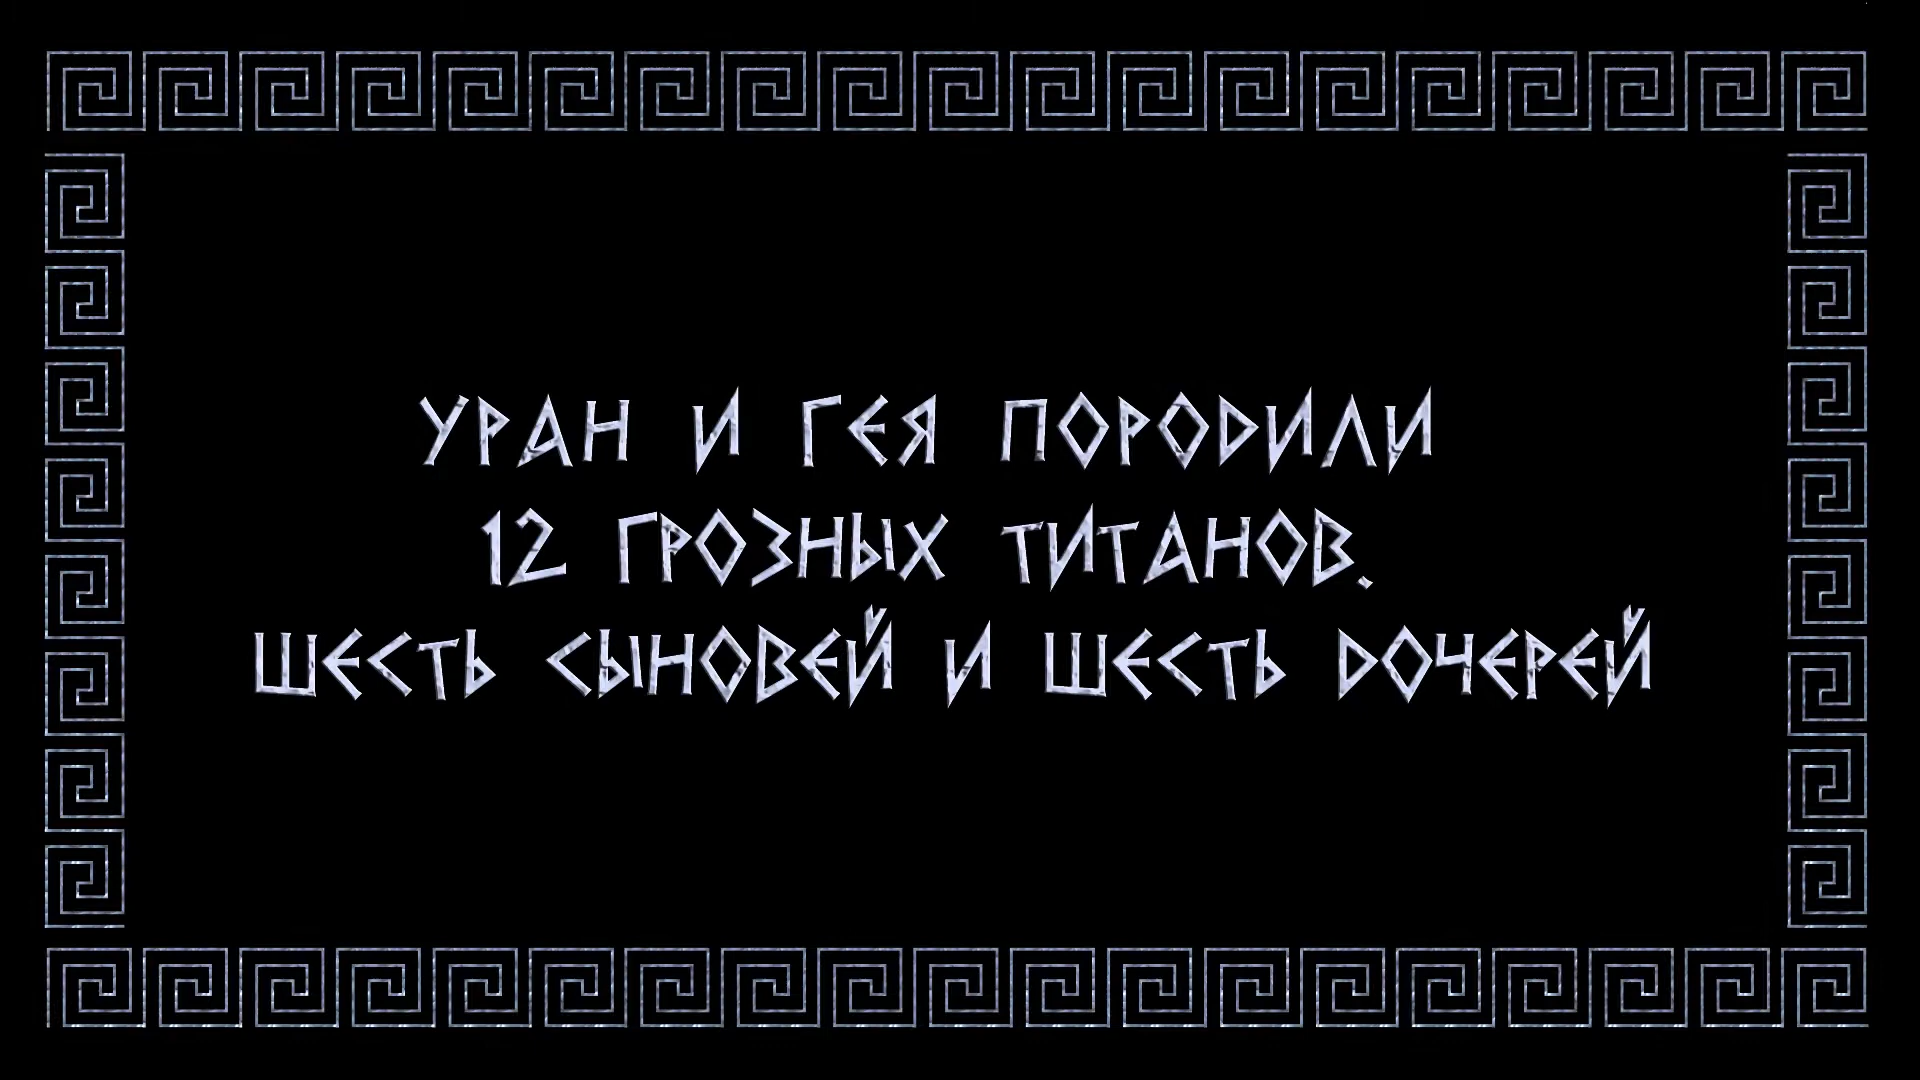 УРАН И ГЕЯ ПОРОДИЛИ
12 ГРОЗНЫХ ТИТАНОВ.
ШЕСТЬ СЫНОВЕЙ И ШЕСТЬ ДОЧЕРЕЙ